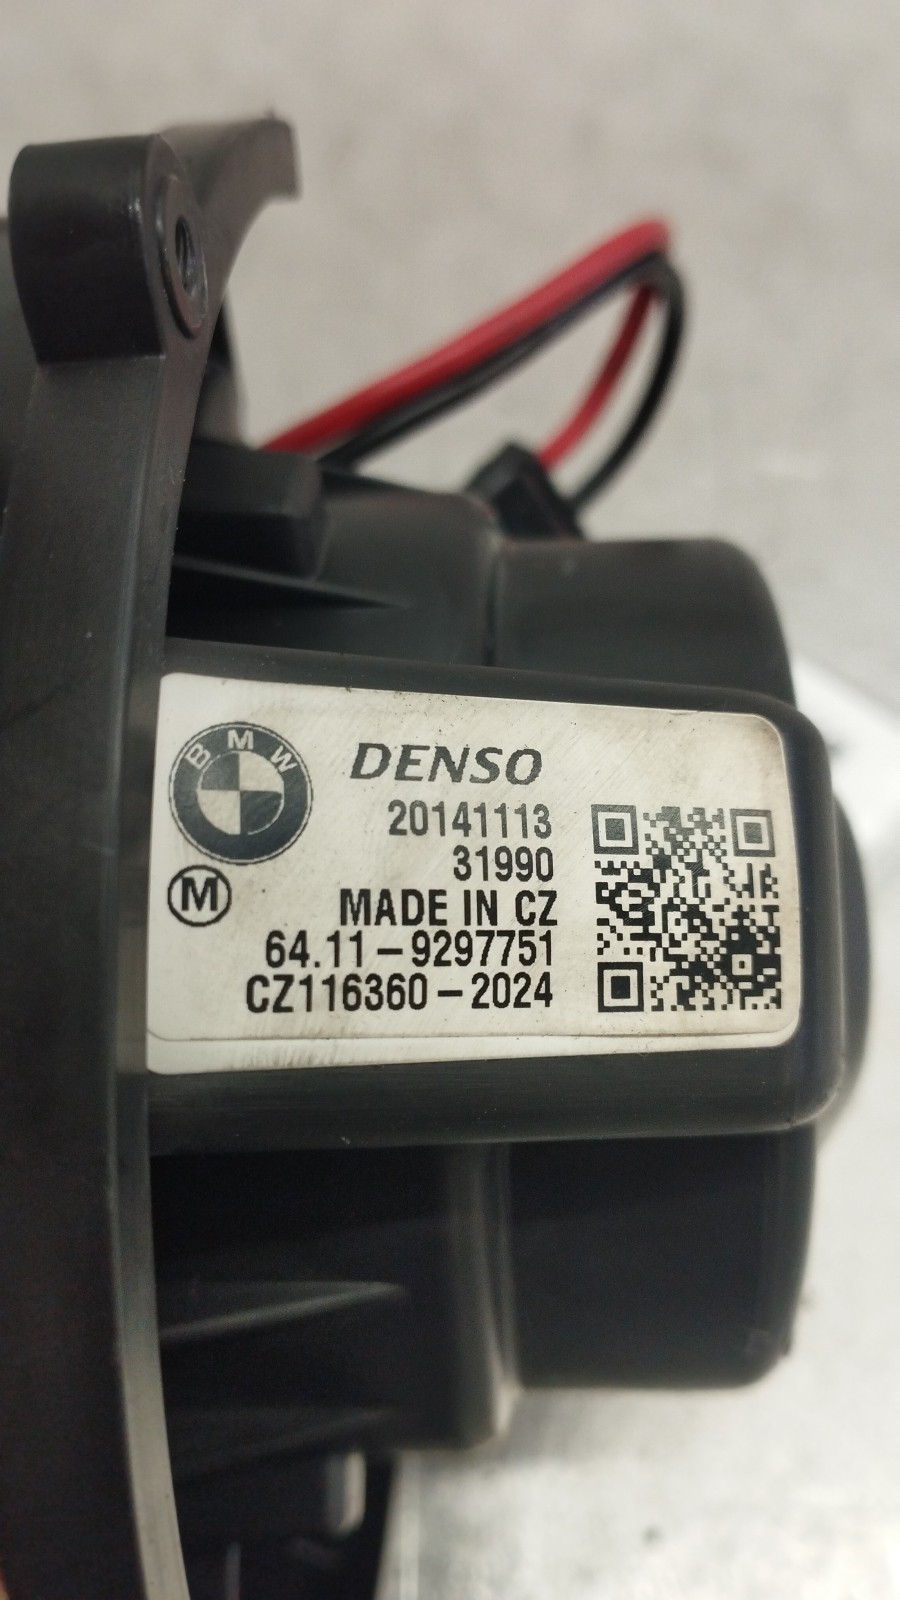 BMW
DENSO
20141113
31990
M
MADE IN CZ
64.11-9297751
CZ116360-2024